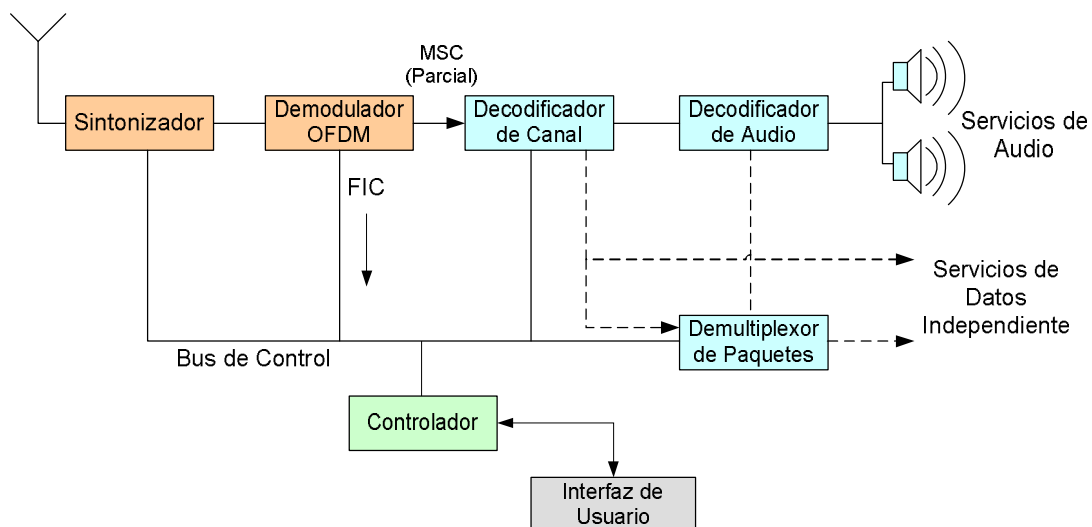 MSC
(Parcial)
Sintonizador
Demodulador
OFDM
Decodificador
de Canal
Decodificador
de Audio
Servicios de
Audio
FIC
Servicios de
Datos
Independiente
Demultiplexor
de Paquetes
Bus de Control
Controlador
Interfaz de
Usuario